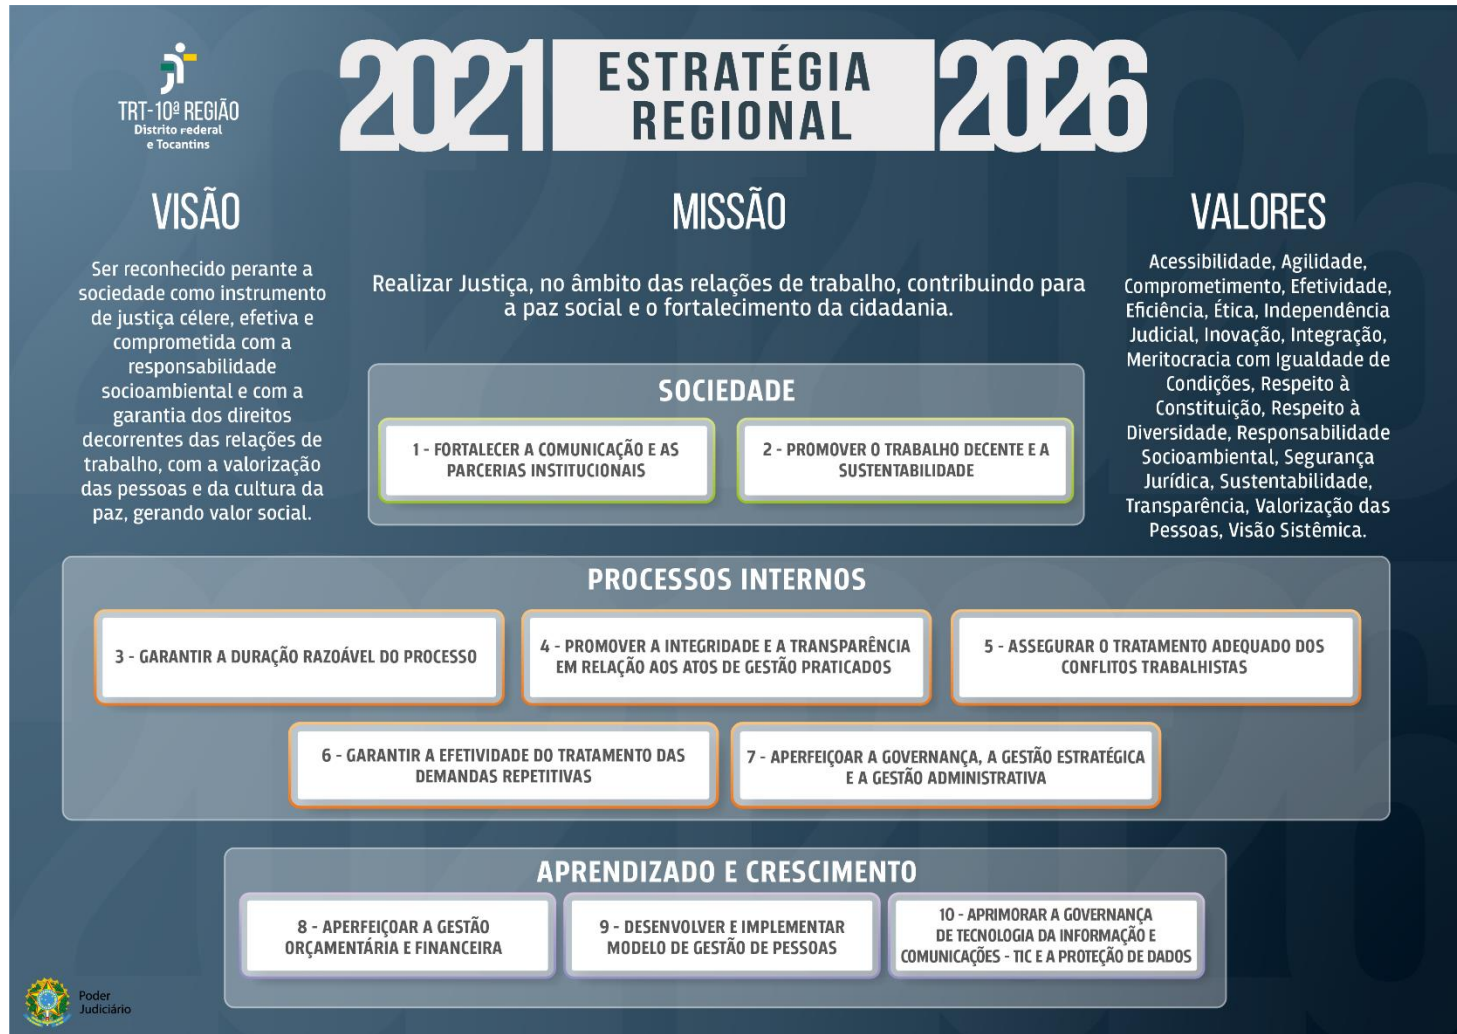 TRT-10ª REGIÃO
Distrito Federal
e Tocantins
2021 ESTRATÉGIA REGIONAL 2026
VISÃO
Ser reconhecido perante a
sociedade como instrumento
de justiça célere, efetiva e
comprometida com a
responsabilidade
socioambiental e com a
garantia dos direitos
decorrentes das relações de
trabalho, com a valorização
das pessoas e da cultura da
paz, gerando valor social.
MISSÃO
Realizar Justiça, no âmbito das relações de trabalho, contribuindo para
a paz social e o fortalecimento da cidadania.
VALORES
Acessibilidade, Agilidade,
Comprometimento, Efetividade,
Eficiência, Ética, Independência
Judicial, Inovação, Integração,
Meritocracia com Igualdade de
Condições, Respeito à
Constituição, Respeito à
Diversidade, Responsabilidade
Socioambiental, Segurança
Jurídica, Sustentabilidade,
Transparência, Valorização das
Pessoas, Visão Sistêmica.
SOCIEDADE
1 - FORTALECER A COMUNICAÇÃO E AS
PARCERIAS INSTITUCIONAIS
2 - PROMOVER O TRABALHO DECENTE E A
SUSTENTABILIDADE
PROCESSOS INTERNOS
3 - GARANTIR A DURAÇÃO RAZOÁVEL DO PROCESSO
4 - PROMOVER A INTEGRIDADE E A TRANSPARÊNCIA
EM RELAÇÃO AOS ATOS DE GESTÃO PRATICADOS
5 - ASSEGURAR O TRATAMENTO ADEQUADO DOS
CONFLITOS TRABALHISTAS
6 - GARANTIR A EFETIVIDADE DO TRATAMENTO DAS
DEMANDAS REPETITIVAS
7 - APERFEIÇOAR A GOVERNANÇA, A GESTÃO ESTRATÉGICA
E A GESTÃO ADMINISTRATIVA
APRENDIZADO E CRESCIMENTO
8 - APERFEIÇOAR A GESTÃO
ORÇAMENTÁRIA E FINANCEIRA
9 - DESENVOLVER E IMPLEMENTAR
MODELO DE GESTÃO DE PESSOAS
10 - APRIMORAR A GOVERNANÇA
DE TECNOLOGIA DA INFORMAÇÃO E
COMUNICAÇÕES - TIC E A PROTEÇÃO DE DADOS
Poder
Judiciário